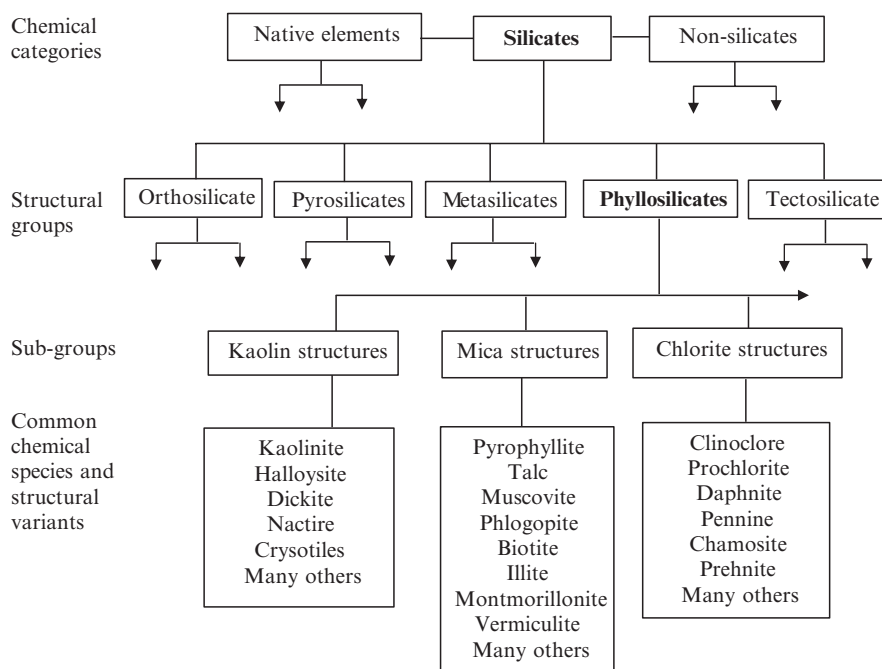 Chemical
categories
Native elements
Silicates
Non-silicates
Structural
groups
Orthosilicate
Pyrosilicates
Metasilicates
Phyllosilicates
Tectosilicate
Sub-groups
Kaolin structures
Mica structures
Chlorite structures
Common
chemical
species and
structural
variants
Kaolinite
Halloysite
Dickite
Nactire
Crysotiles
Many others
Pyrophyllite
Talc
Muscovite
Phlogopite
Biotite
Illite
Montmorillonite
Vermiculite
Many others
Clinoclore
Prochlorite
Daphnite
Pennine
Chamosite
Prehnite
Many others